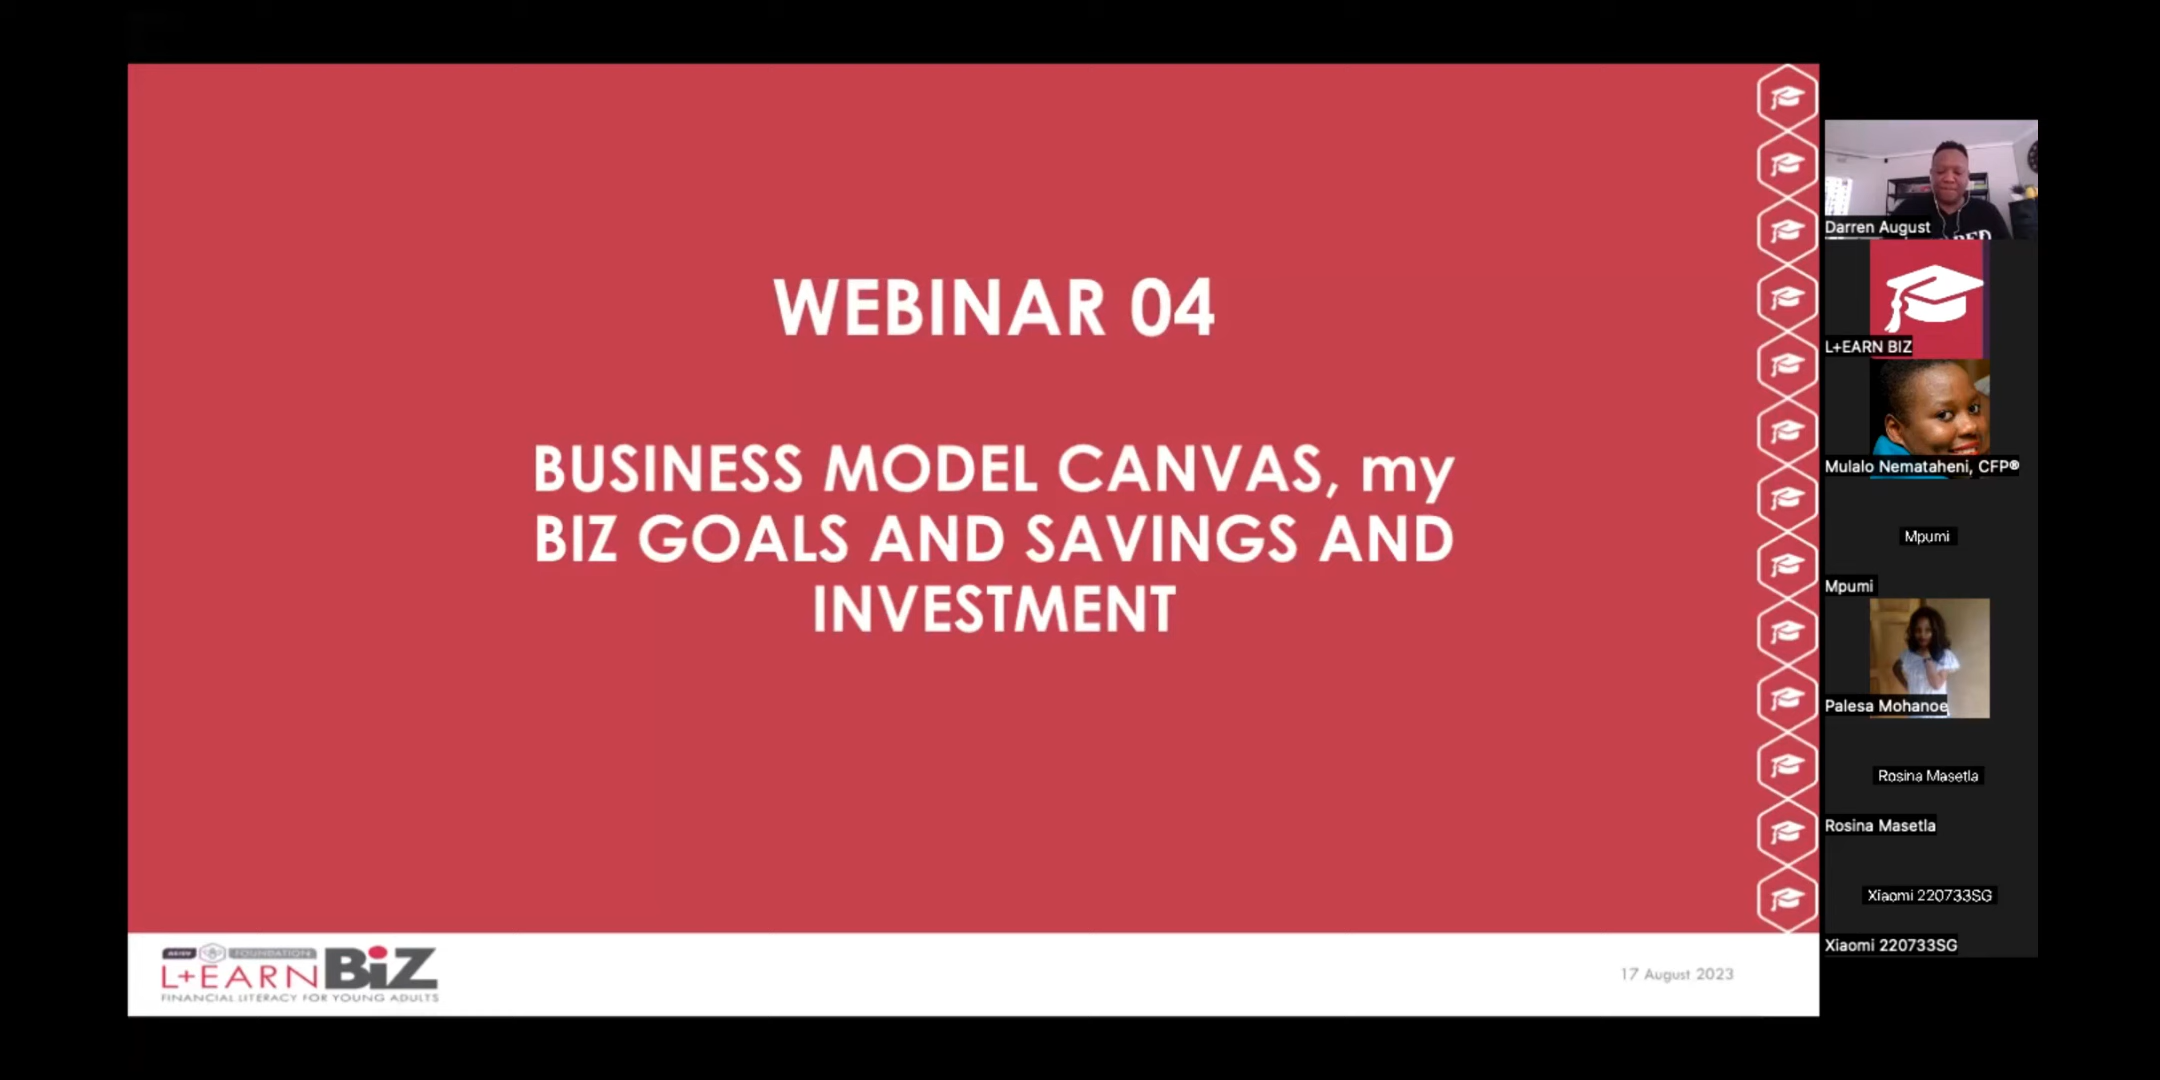 WEBINAR 04
BUSINESS MODEL CANVAS, my
BIZ GOALS AND SAVINGS AND
INVESTMENT
FOUNDATION
L+EARN BiZ
FINANCIAL LITERACY FOR YOUNG ADULTS
17 August 2023
Darren August
L+EARN BIZ
Mulalo Nemataheni, CFP®
Mpumi
Mpumi
Palesa Mohanoe
Rosina Masetla
Rosina Masetla
Xiaomi 220733SG
Xiaomi 220733SG